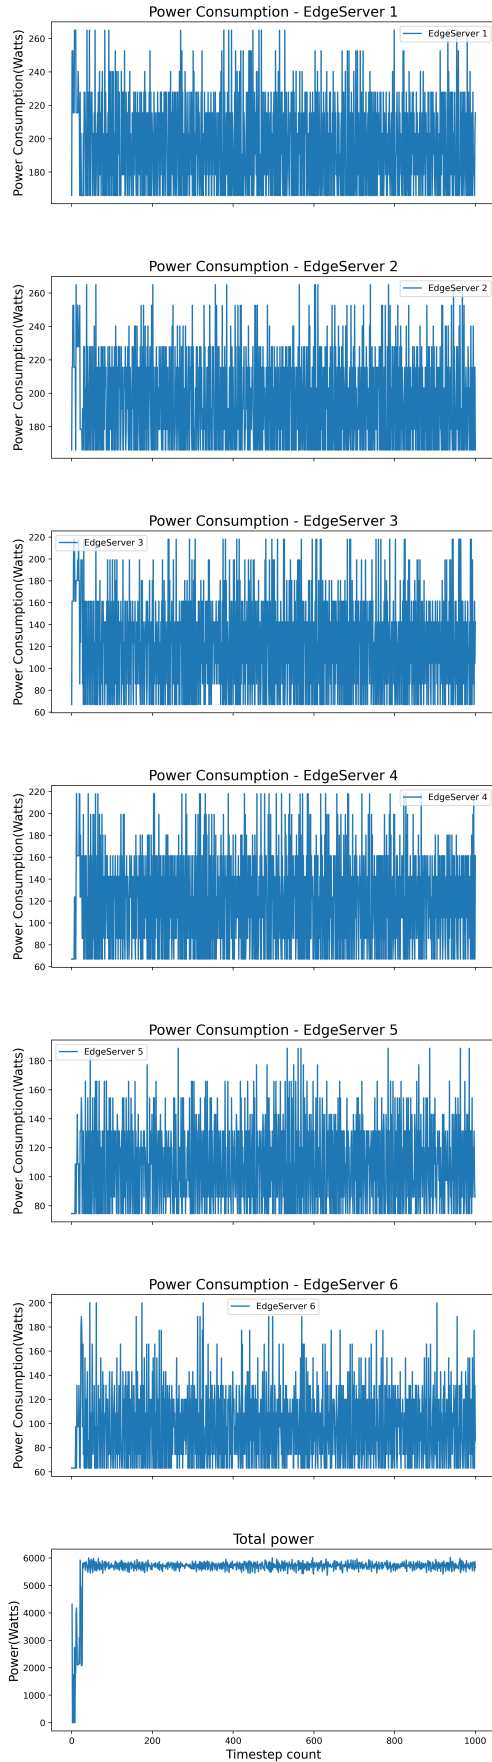 Power Consumption - EdgeServer 1
Power Consumption(Watts)
EdgeServer 1
260
240
220
200
180
Power Consumption - EdgeServer 2
Power Consumption(Watts)
EdgeServer 2
260
240
220
200
180
Power Consumption - EdgeServer 3
Power Consumption(Watts)
EdgeServer 3
220
200
180
160
140
120
100
80
60
Power Consumption - EdgeServer 4
Power Consumption(Watts)
EdgeServer 4
220
200
180
160
140
120
100
80
60
Power Consumption - EdgeServer 5
Power Consumption(Watts)
EdgeServer 5
180
160
140
120
100
80
Power Consumption - EdgeServer 6
Power Consumption(Watts)
EdgeServer 6
200
180
160
140
120
100
80
60
Total power
Power(Watts)
6000
5000
4000
3000
2000
1000
0
0 200 400 600 800 1000
Timestep count